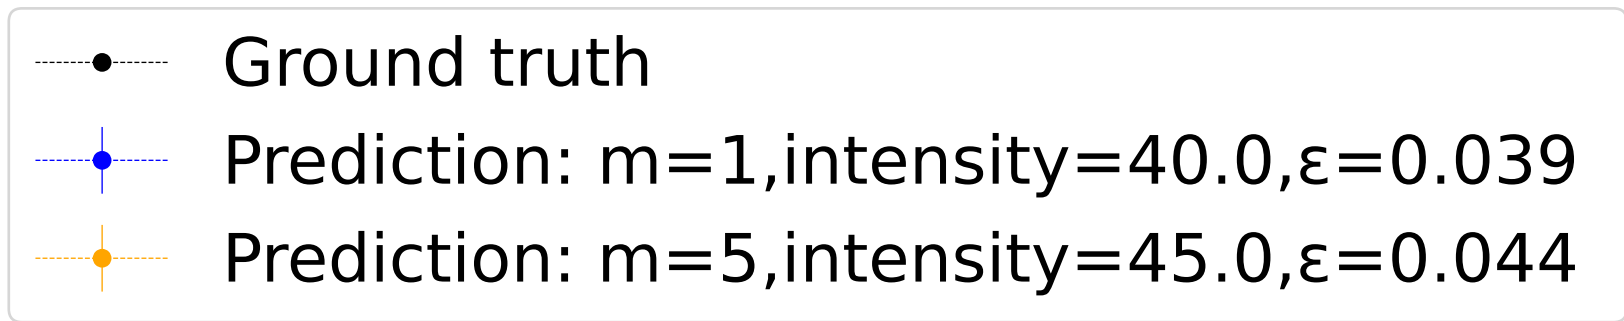 Ground truth
Prediction: m=1,intensity=40.0,ε=0.039
Prediction: m=5,intensity=45.0,ε=0.044